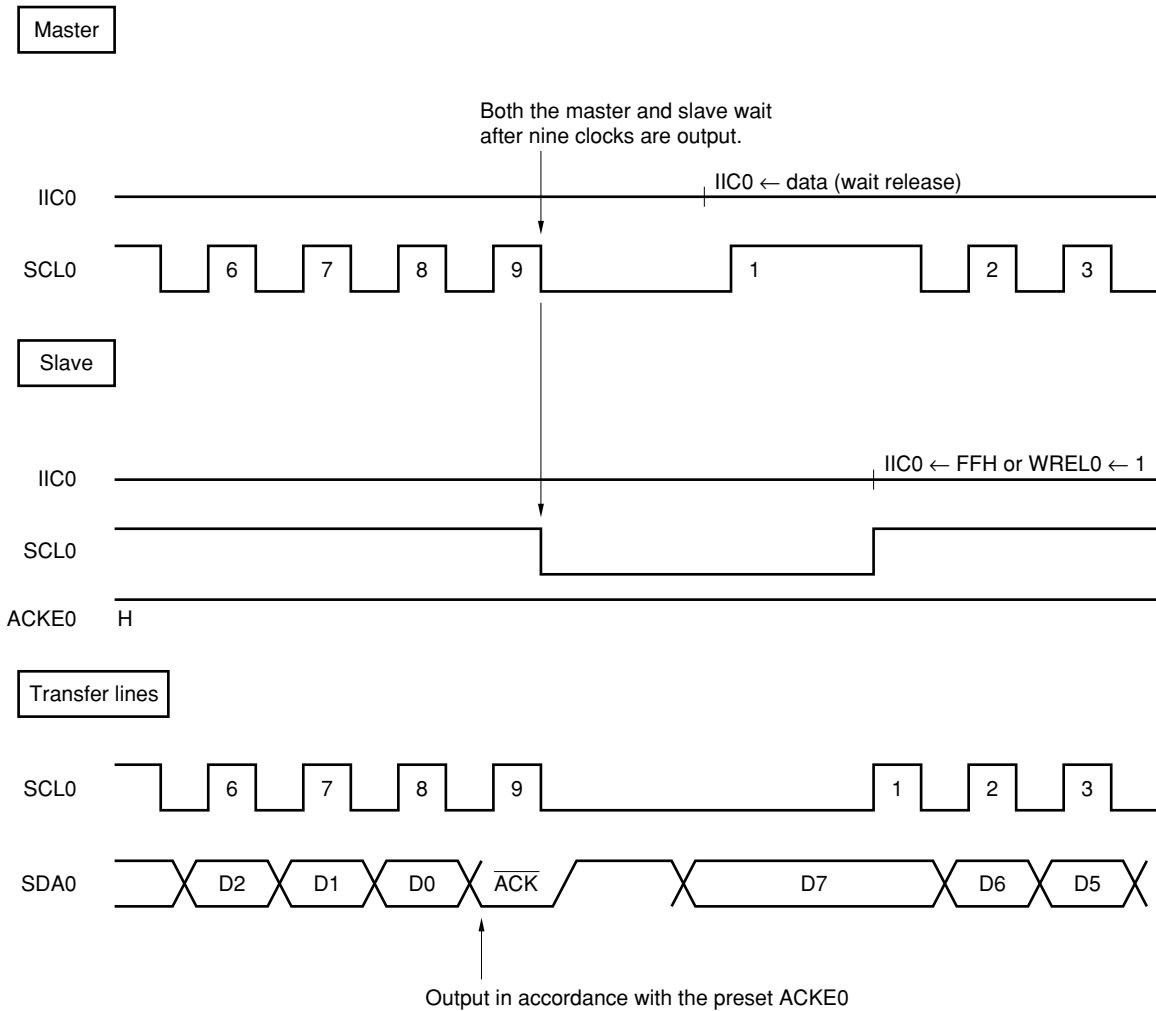 Master
Both the master and slave wait
after nine clocks are output.
IIC0 IIC0 ← data (wait release)
SCL0 6 7 8 9 1 2 3
Slave
IIC0 IIC0 ← FFH or WREL0 ← 1
SCL0
ACKE0 H
Transfer lines
SCL0 6 7 8 9 1 2 3
SDA0 D2 D1 D0 A̅C̅K̅ D7 D6 D5
Output in accordance with the preset ACKE0